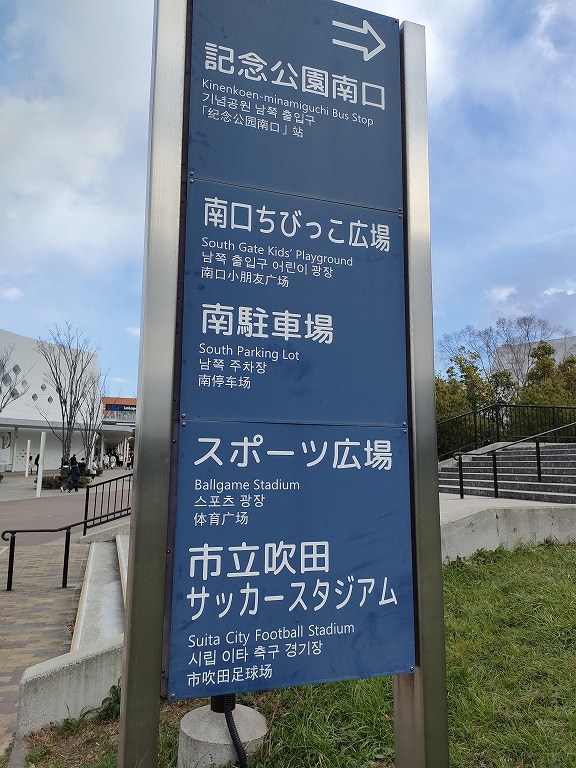 記念公園南口
Kinenkoen-minamiguchi Bus Stop
기념공원 남쪽 출입구
「纪念公园南口」站
南口ちびっこ広場
South Gate Kids' Playground
남쪽 출입구 어린이 광장
南口小朋友广场
南駐車場
South Parking Lot
남쪽 주차장
南停车场
スポーツ広場
Ballgame Stadium
스포츠 광장
体育广场
市立吹田
サッカースタジアム
Suita City Football Stadium
시립 이타 축구 경기장
市吹田足球场